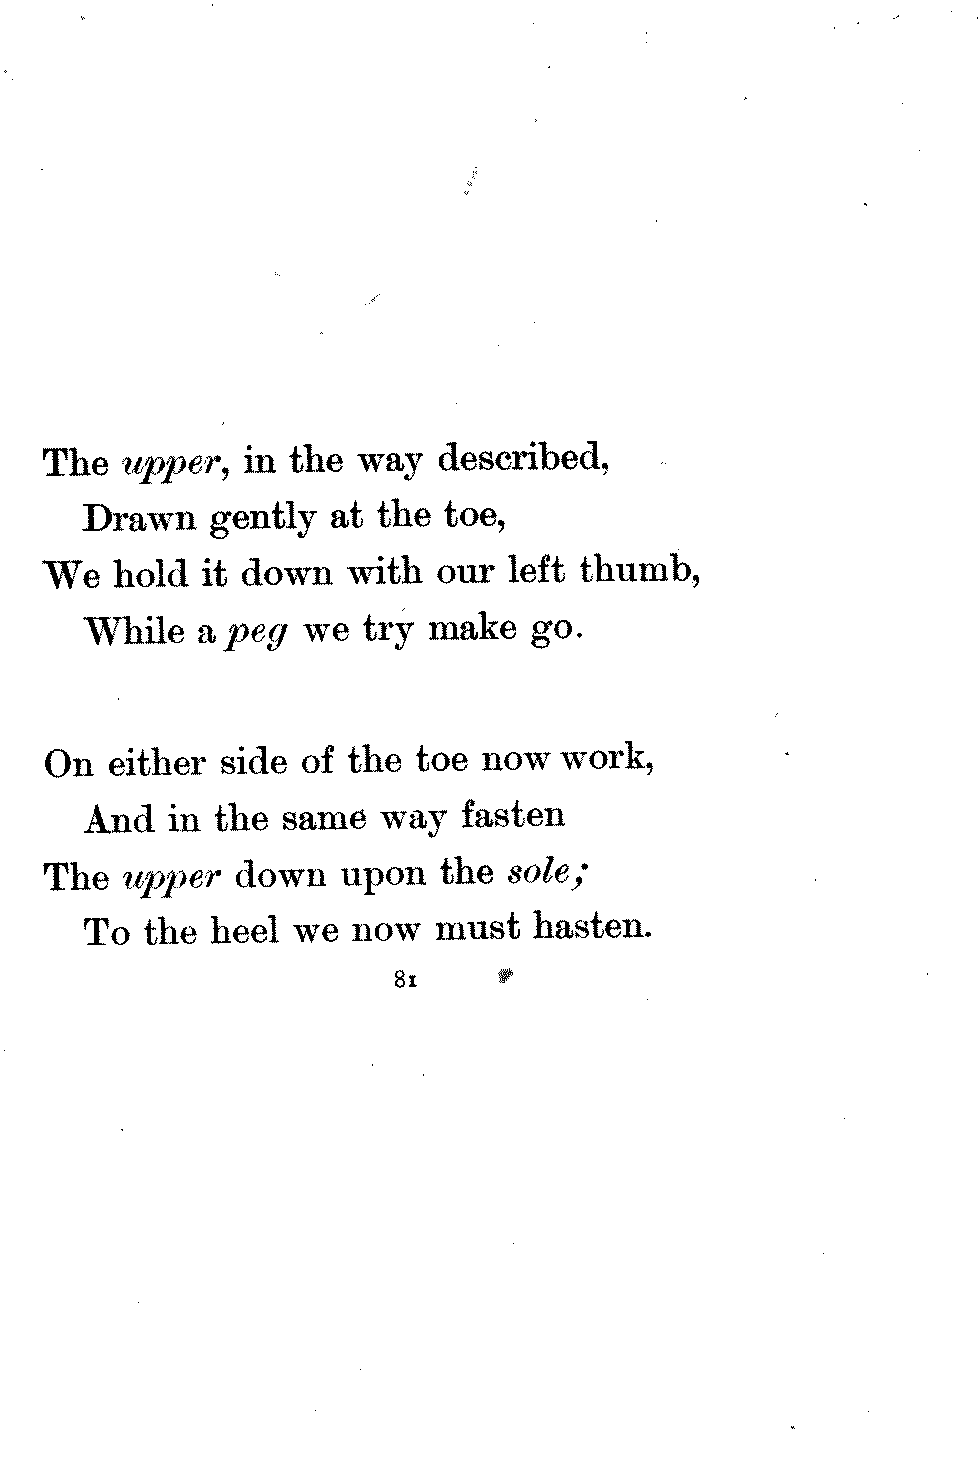 The upper, in the way described,
Drawn gently at the toe,
We hold it down with our left thumb,
While a peg we try make go.
On either side of the toe now work,
And in the same way fasten
The upper down upon the sole;
To the heel we now must hasten.
81